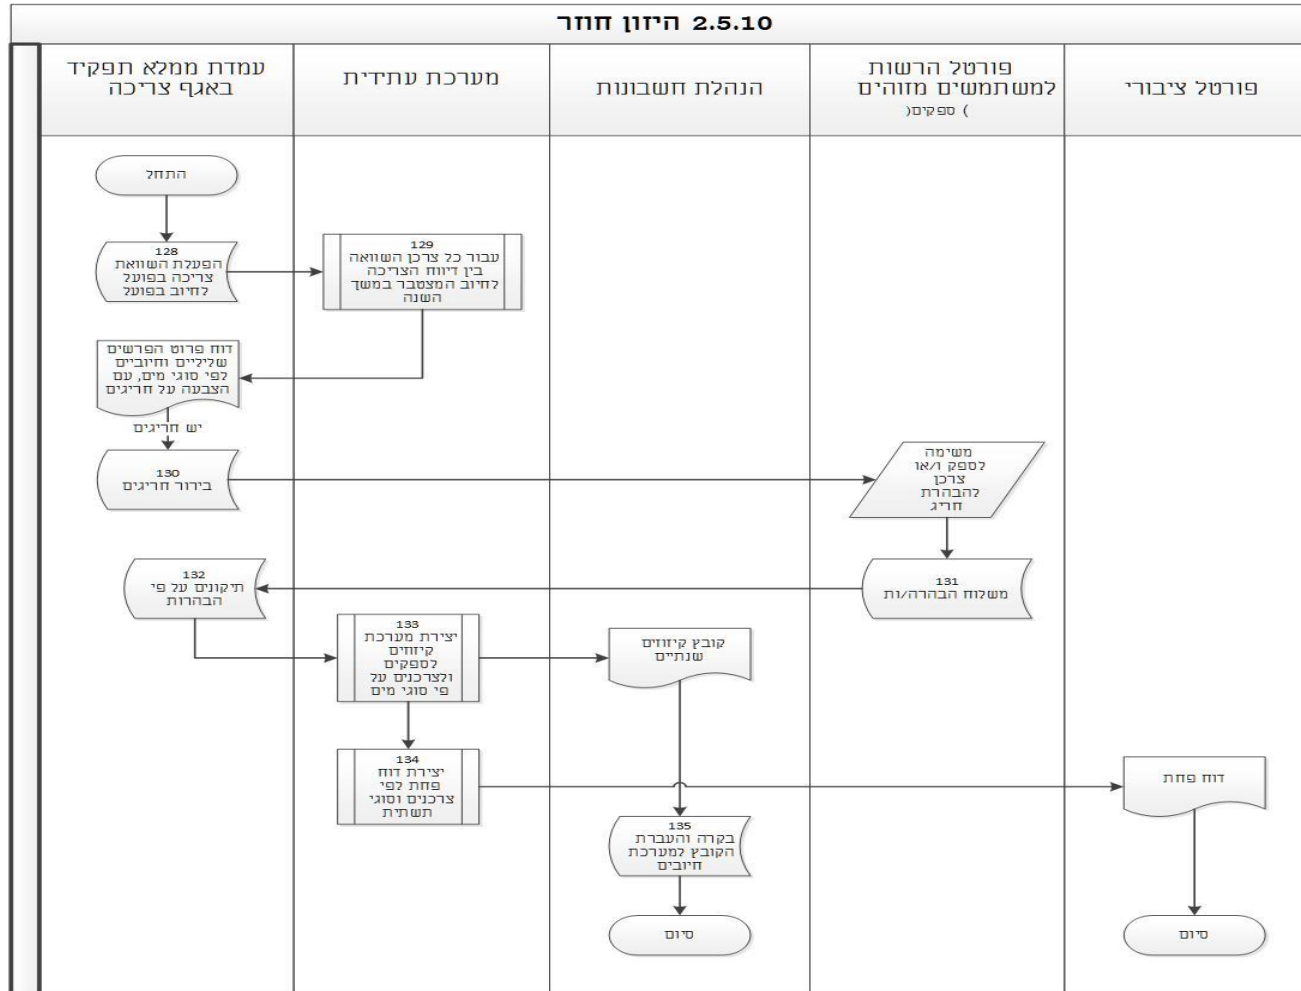 2.5.10 היזון חוזר
עמדת ממלא תפקיד
באגף צריכה
מערכת עתידית
הנהלת חשבונות
פורטל הרשות
למשתמשים מזוהים
) ספקים(
פורטל ציבורי
התחל
128
הפעלת השוואת
צריכה בפועל
לחיוב בפועל
129
עבור כל צרכן השוואה
בין דיווח הצריכה
לחיוב המצטבר במשך
השנה
דוח פרוט הפרשים
שליליים וחיוביים
לפי סוגי מים, עם
הצבעה על חריגים
יש חריגים
130
בירור חריגים
משימה
לספק ו/או
צרכן
להבהרת
חריג
131
משלוח הבהרה/ות
132
תיקונים על פי
הבהרות
133
יצירת מערכת
קיזוזים
לספקים
ולצרכנים על
פי סוגי מים
קובץ קיזוזים
שנתיים
134
יצירת דוח
פחת לפי
צרכנים וסוגי
תשתית
דוח פחת
135
בקרה והעברת
הקובץ למערכת
חיובים
סיום
סיום